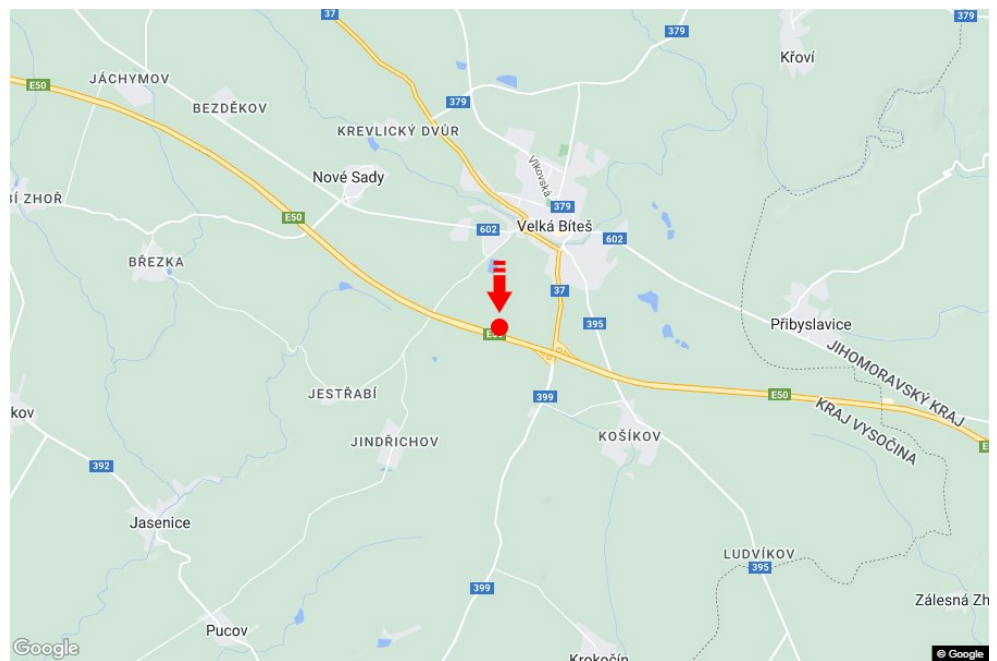 37
379
379
Křoví
JÁCHYMOV
E50
BEZDĚKOV
379
KREVLICKÝ DVŮR
Vlkovská
Nové Sady
BÍ ZHOŘ
E50
379
602
Velká Bíteš
602
BŘEZKA
37
395
Přibyslavice
JIHOMORAVSKÝ KRAJ
KRAJ VYSOČINA
JESTŘABÍ
399
E50
kov
JINDŘICHOV
KOŠÍKOV
392
Jasenice
LUDVÍKOV
395
399
Zálesná Zh
Pucov
Krokočín
Google
© Google